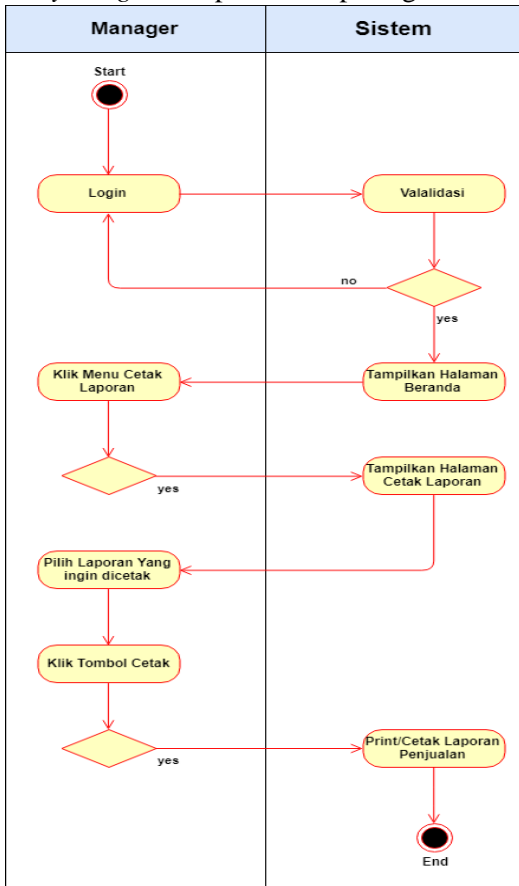 Manager
Sistem
Start
Login
Valalidasi
no
yes
Klik Menu Cetak
Laporan
Tampilkan Halaman
Beranda
yes
Tampilkan Halaman
Cetak Laporan
Pilih Laporan Yang
ingin dicetak
Klik Tombol Cetak
yes
Print/Cetak Laporan
Penjualan
End